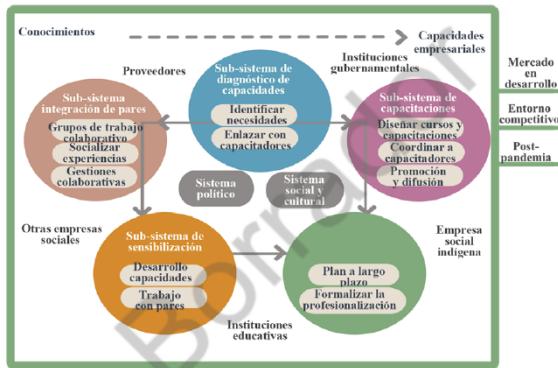 Conocimientos
Capacidades
empresariales
Proveedores
Instituciones
gubernamentales
Mercado
en
desarrollo
Entorno
competitivo
Post-
pandemia
Sub-sistema de
diagnóstico de
capacidades
Identificar
necesidades
Enlazar con
capacitadores
Sub-sistema
integración de pares
Grupos de trabajo
colaborativo
Socializar
experiencias
Gestiones
colaborativas
Sub-sistema de
capacitaciones
Diseñar cursos y
capacitaciones
Coordinar a
capacitadores
Promoción y
difusión
Sistema
político
Sistema
social y
cultural
Otras empresas
sociales
Empresa
social
indígena
Sub-sistema de
sensibilización
Desarrollo
capacidades
Trabajo
con pares
Plan a largo
plazo
Formalizar la
profesionalización
Instituciones
educativas
Borrador